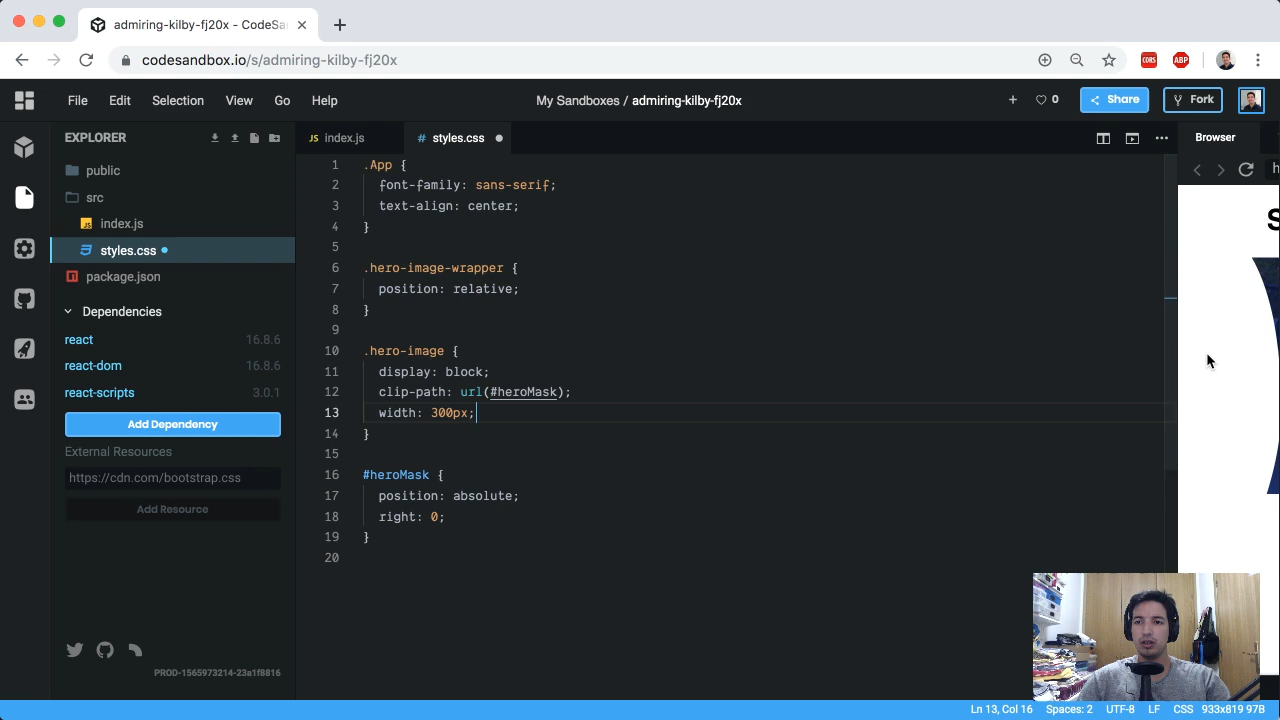 admiring-kilby-fj20x - CodeSa
codesandbox.io/s/admiring-kilby-fj20x
CORS
ABP
File Edit Selection View Go Help
My Sandboxes / admiring-kilby-fj20x
0
Share
Fork
EXPLORER
public
src
JS index.js
styles.css
package.json
Dependencies
react 16.8.6
react-dom 16.8.6
react-scripts 3.0.1
Add Dependency
External Resources
https://cdn.com/bootstrap.css
Add Resource
PROD-1565973214-23a1f8816
JS index.js
# styles.css
1 .App {
2 font-family: sans-serif;
3 text-align: center;
4 }
5
6 .hero-image-wrapper {
7 position: relative;
8 }
9
10 .hero-image {
11 display: block;
12 clip-path: url(#heroMask);
13 width: 300px;
14 }
15
16 #heroMask {
17 position: absolute;
18 right: 0;
19 }
20
Browser
h
S
Ln 13, Col 16 Spaces: 2 UTF-8 LF CSS 933x819 97B